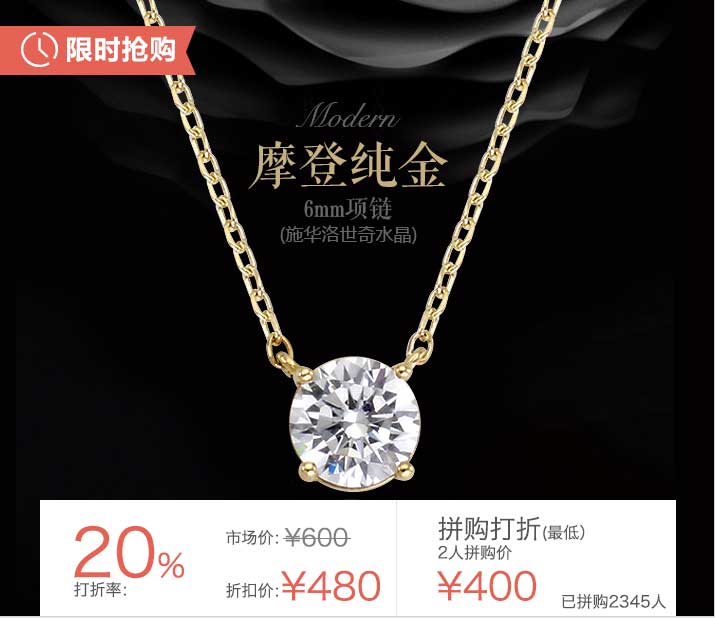 限时抢购
Modern
摩登纯金
6mm项链
(施华洛世奇水晶)
20%
打折率:
市场价: ¥600
折扣价: ¥480
拼购打折(最低)
2人拼购价
¥400
已拼购2345人